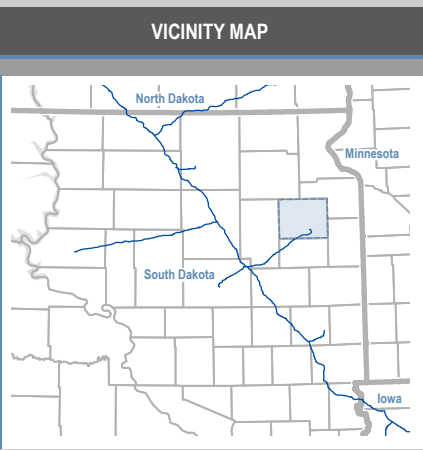 VICINITY MAP
North Dakota
Minnesota
South Dakota
Iowa